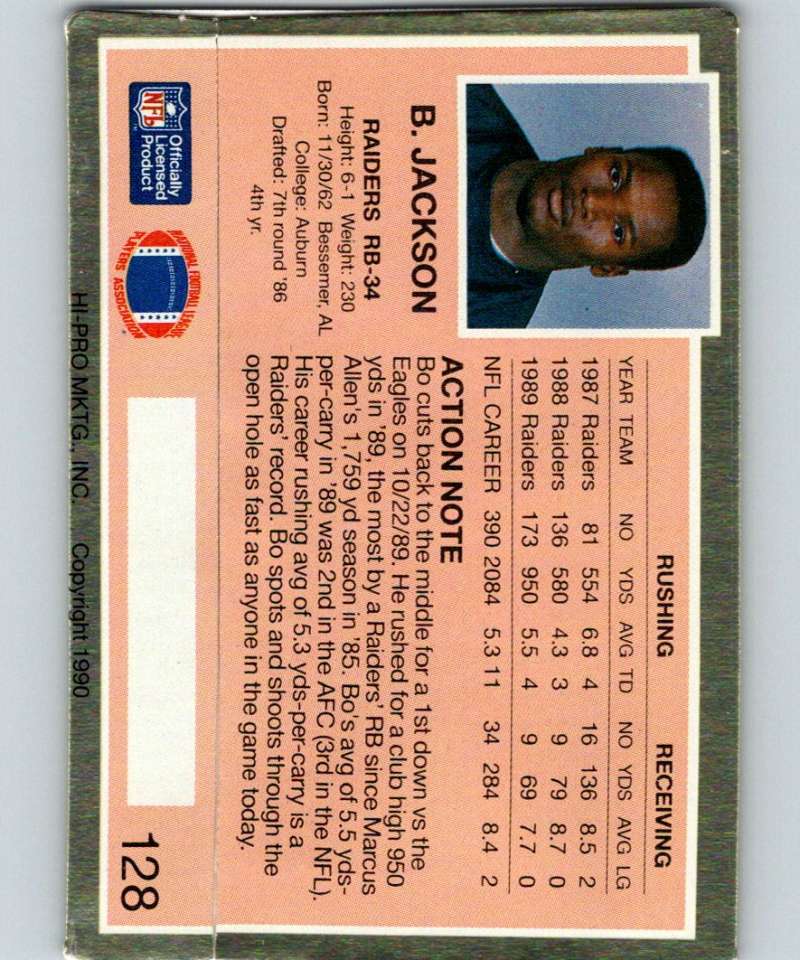 B. JACKSON
RAIDERS RB-34
Height: 6-1 Weight: 230
Born: 11/30/62 Bessemer, AL
College: Auburn
Drafted: 7th round '86
4th yr.
RUSHING RECEIVING
YEAR TEAM NO YDS AVG TD NO YDS AVG LG
1987 Raiders 81 554 6.8 4 16 136 8.5 2
1988 Raiders 136 580 4.3 3 9 79 8.7 0
1989 Raiders 173 950 5.5 4 9 69 7.7 0
NFL CAREER 390 2084 5.3 11 34 284 8.4 2
ACTION NOTE
Bo cuts back to the middle for a 1st down vs the
Eagles on 10/22/89. He rushed for a club high 950
yds in '89, the most by a Raiders' RB since Marcus
Allen's 1,759 yd season in '85. Bo's avg of 5.5 yds-
per-carry in '89 was 2nd in the AFC (3rd in the NFL).
His career rushing avg of 5.3 yds-per-carry is a
Raiders' record. Bo spots and shoots through the
open hole as fast as anyone in the game today.
NFL
Officially
Licensed
Product
NATIONAL FOOTBALL LEAGUE
PLAYERS ASSOCIATION
128
HI-PRO MKTG., INC. Copyright 1990